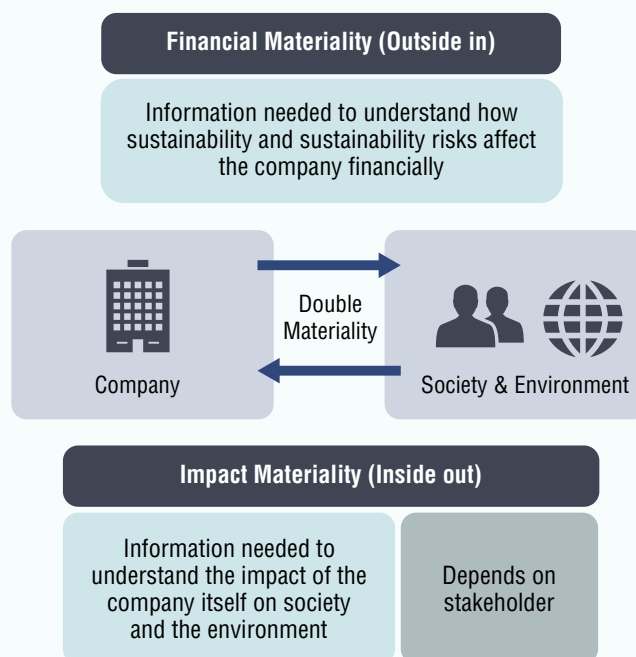 Financial Materiality (Outside in)
Information needed to understand how
sustainability and sustainability risks affect
the company financially
Company
Double
Materiality
Society & Environment
Impact Materiality (Inside out)
Information needed to
understand the impact of the
company itself on society
and the environment
Depends on
stakeholder